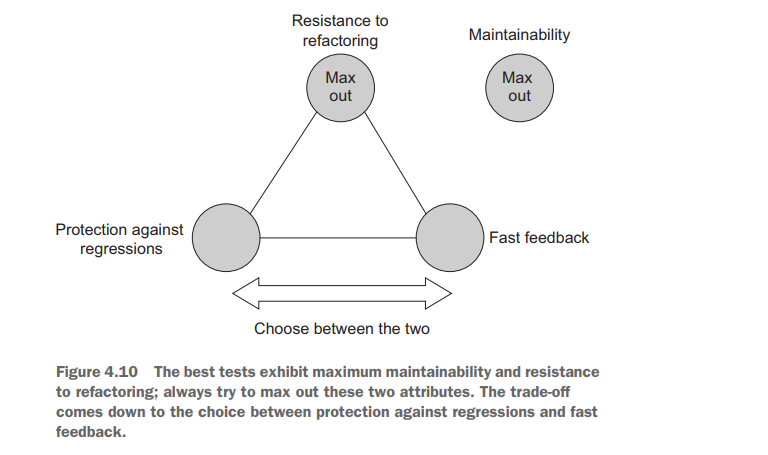 Resistance to
refactoring
Maintainability
Max
out
Max
out
Protection against
regressions
Fast feedback
Choose between the two
Figure 4.10 The best tests exhibit maximum maintainability and resistance
to refactoring; always try to max out these two attributes. The trade-off
comes down to the choice between protection against regressions and fast
feedback.